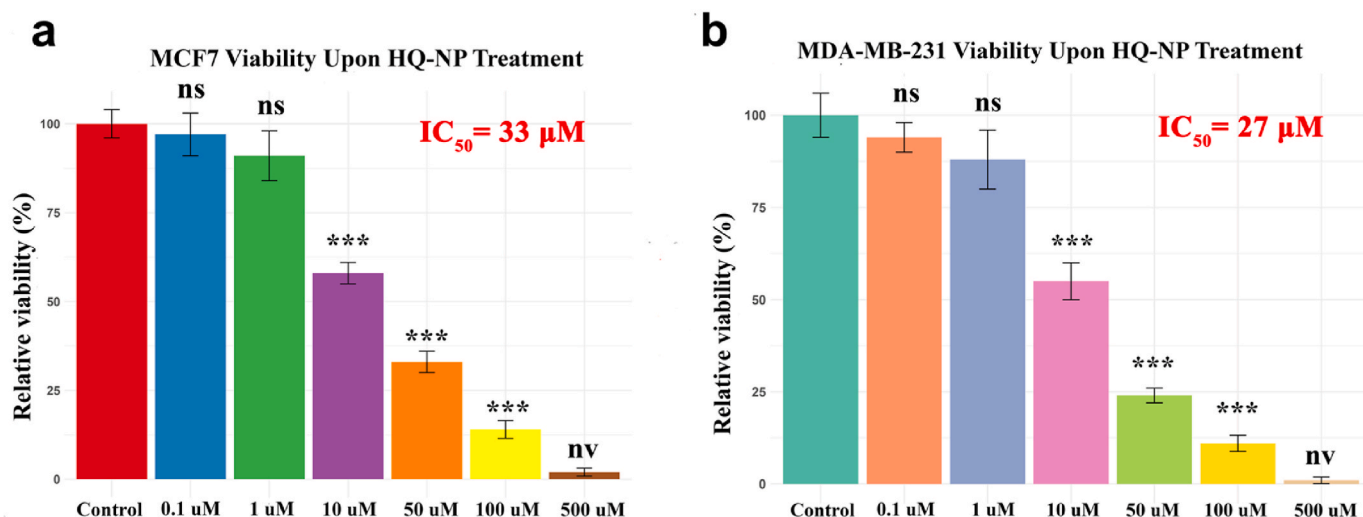 a
MCF7 Viability Upon HQ-NP Treatment
Relative viability (%)
100
75
50
25
0
ns
ns
***
***
***
nv
IC50= 33 µM
Control 0.1 uM 1 uM 10 uM 50 uM 100 uM 500 uM
b
MDA-MB-231 Viability Upon HQ-NP Treatment
Relative viability (%)
100
75
50
25
0
ns
ns
***
***
***
nv
IC50= 27 µM
Control 0.1 uM 1 uM 10 uM 50 uM 100 uM 500 uM